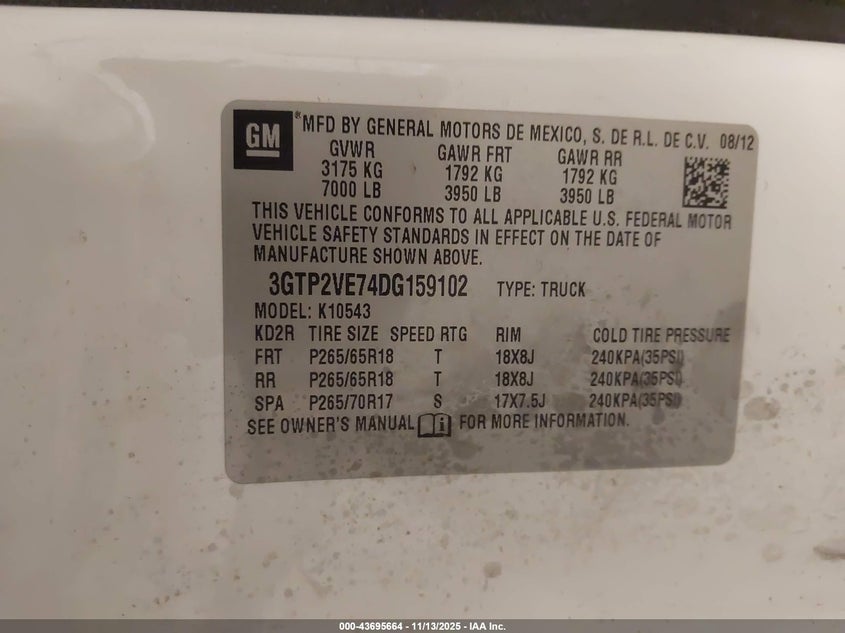 GM
*MFD BY GENERAL MOTORS DE MEXICO, S. DE R.L. DE C.V. 08/12
GVWR GAWR FRT GAWR RR
3175 KG 1792 KG 1792 KG
7000 LB 3950 LB 3950 LB
THIS VEHICLE CONFORMS TO ALL APPLICABLE U.S. FEDERAL MOTOR
VEHICLE SAFETY STANDARDS IN EFFECT ON THE DATE OF
MANUFACTURE SHOWN ABOVE.
3GTP2VE74DG159102 TYPE: TRUCK
MODEL: K10543
KD2R TIRE SIZE SPEED RTG RIM COLD TIRE PRESSURE
FRT P265/65R18 T 18X8J 240KPA(35PSI)
RR P265/65R18 T 18X8J 240KPA(35PSI)
SPA P265/70R17 S 17X7.5J 240KPA(35PSI)
SEE OWNER'S MANUAL i FOR MORE INFORMATION.
000-43695664 | 11/13/2025 - IAA Inc.